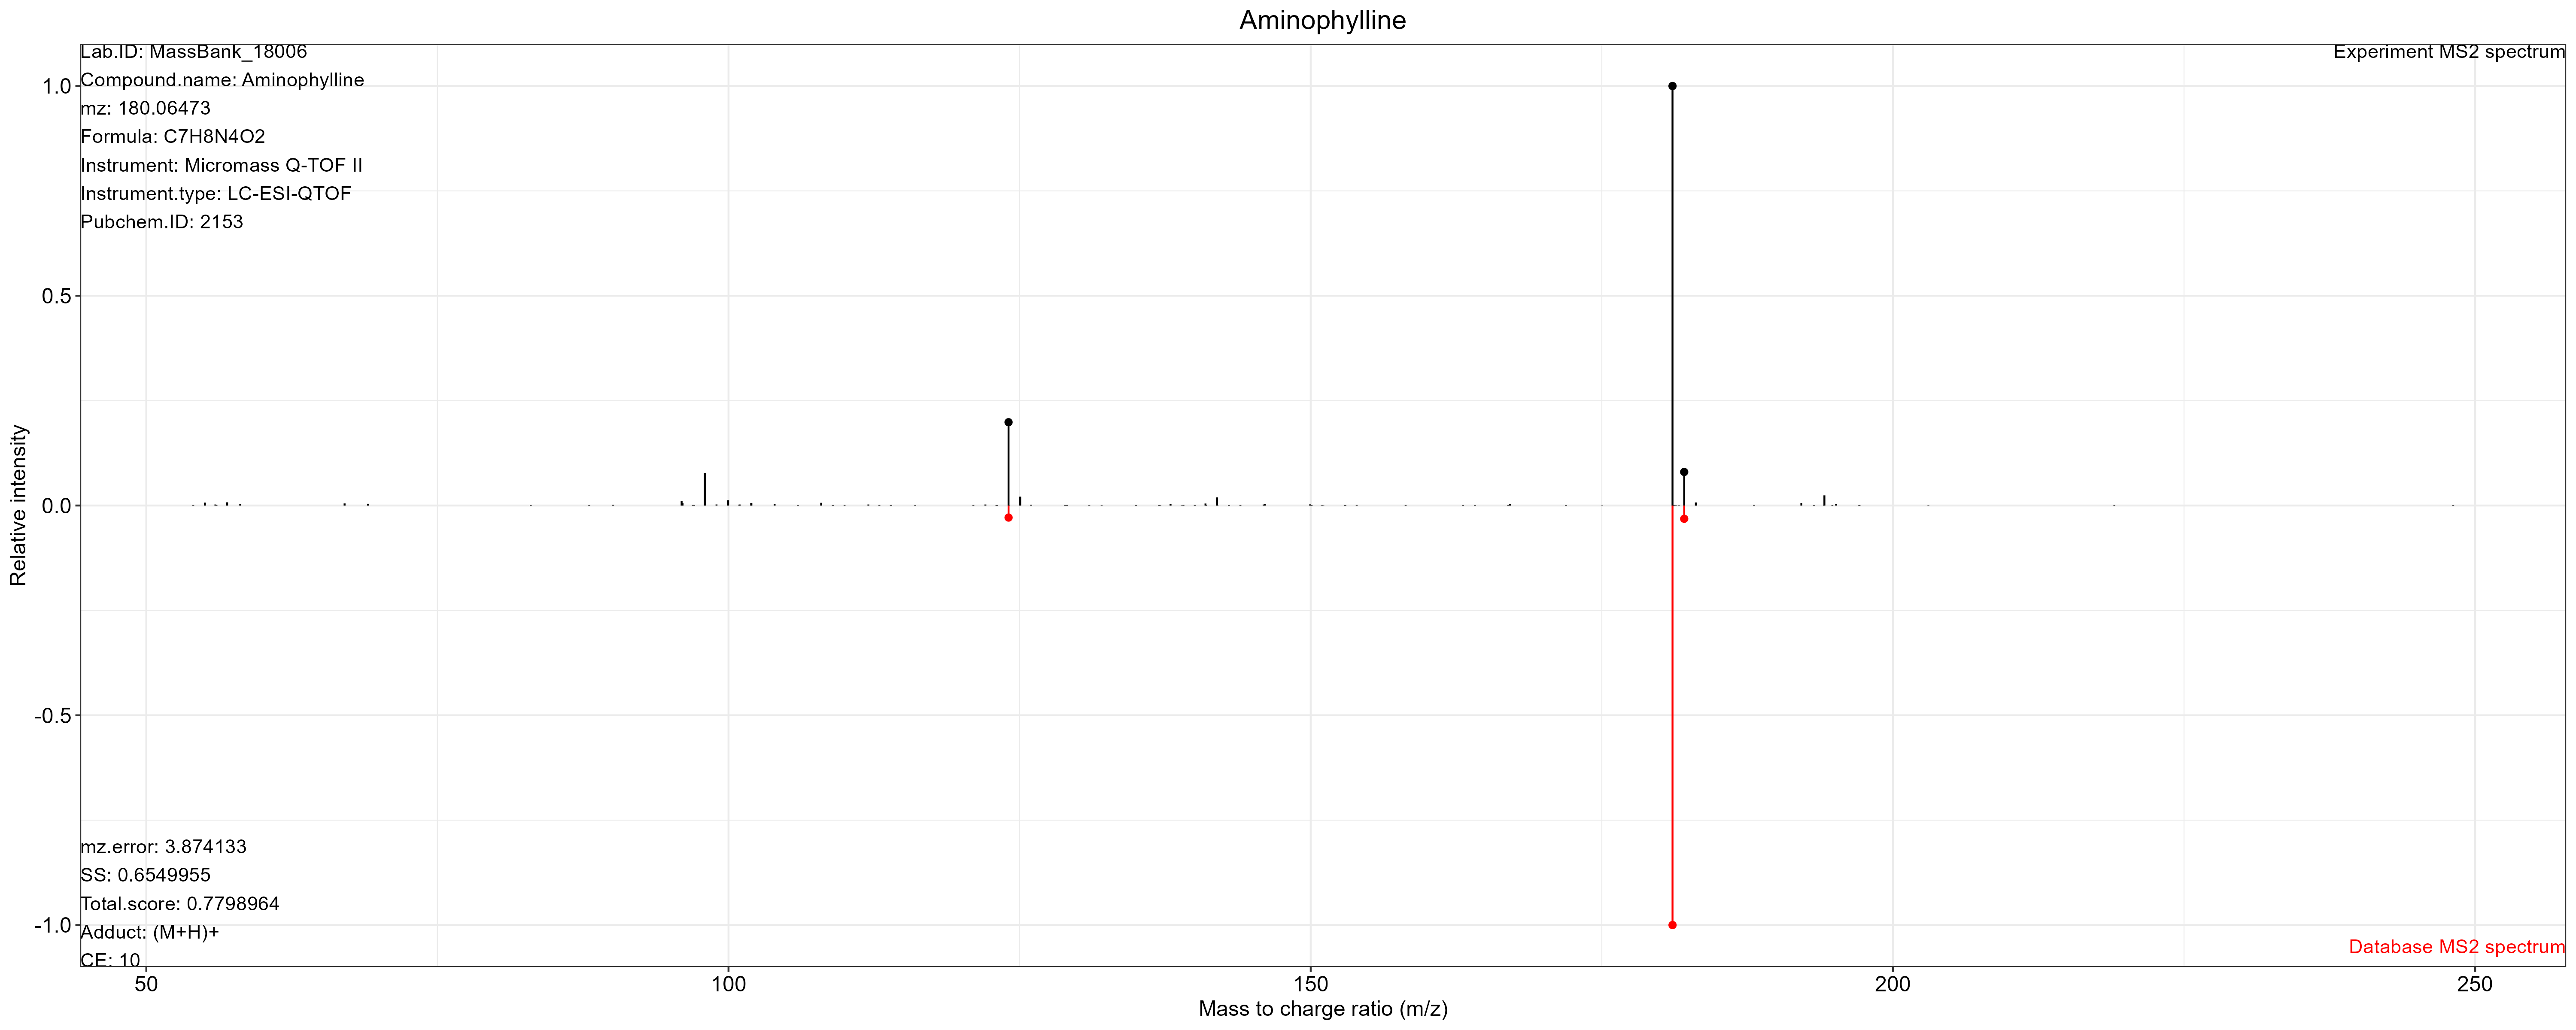 Aminophylline
Lab.ID: MassBank_18006
Experiment MS2 spectrum
Compound.name: Aminophylline
mz: 180.06473
Formula: C7H8N4O2
Instrument: Micromass Q-TOF II
Instrument.type: LC-ESI-QTOF
Pubchem.ID: 2153
1.0
0.5
0.0
-0.5
-1.0
Relative intensity
mz.error: 3.874133
SS: 0.6549955
Total.score: 0.7798964
Adduct: (M+H)+
CE: 10
Database MS2 spectrum
50
100
150
200
250
Mass to charge ratio (m/z)